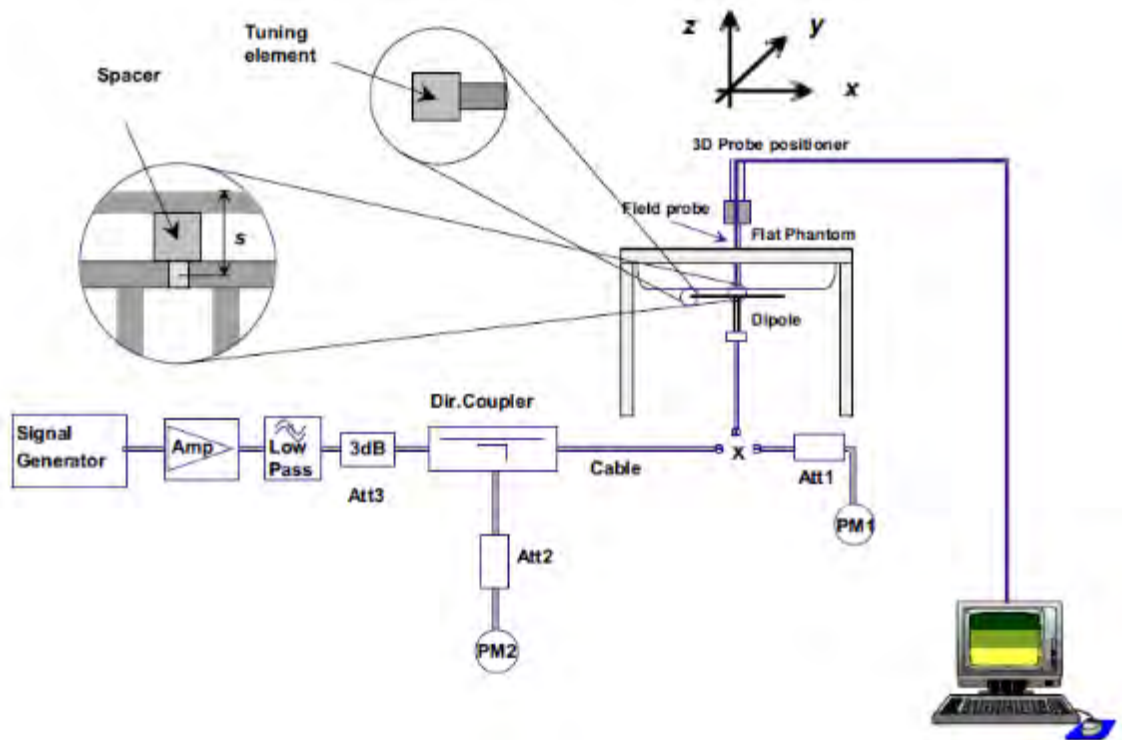 Tuning
element
Spacer
s
z
y
x
3D Probe positioner
Field probe
Flat Phantom
Dipole
Dir.Coupler
Signal
Generator
Amp
Low
Pass
3dB
Att3
Cable
x
Att1
PM1
Att2
PM2